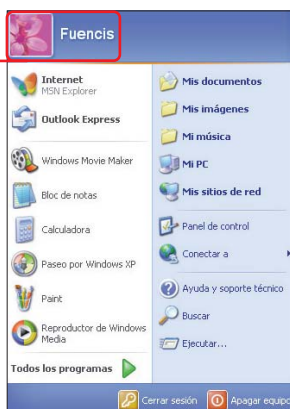 Fuencis
Internet
MSN Explorer
Outlook Express
Windows Movie Maker
Bloc de notas
Calculadora
Paseo por Windows XP
Paint
Reproductor de Windows
Media
Todos los programas
Mis documentos
Mis imágenes
Mi música
Mi PC
Mis sitios de red
Panel de control
Conectar a
Ayuda y soporte técnico
Buscar
Ejecutar...
Cerrar sesión
Apagar equipo